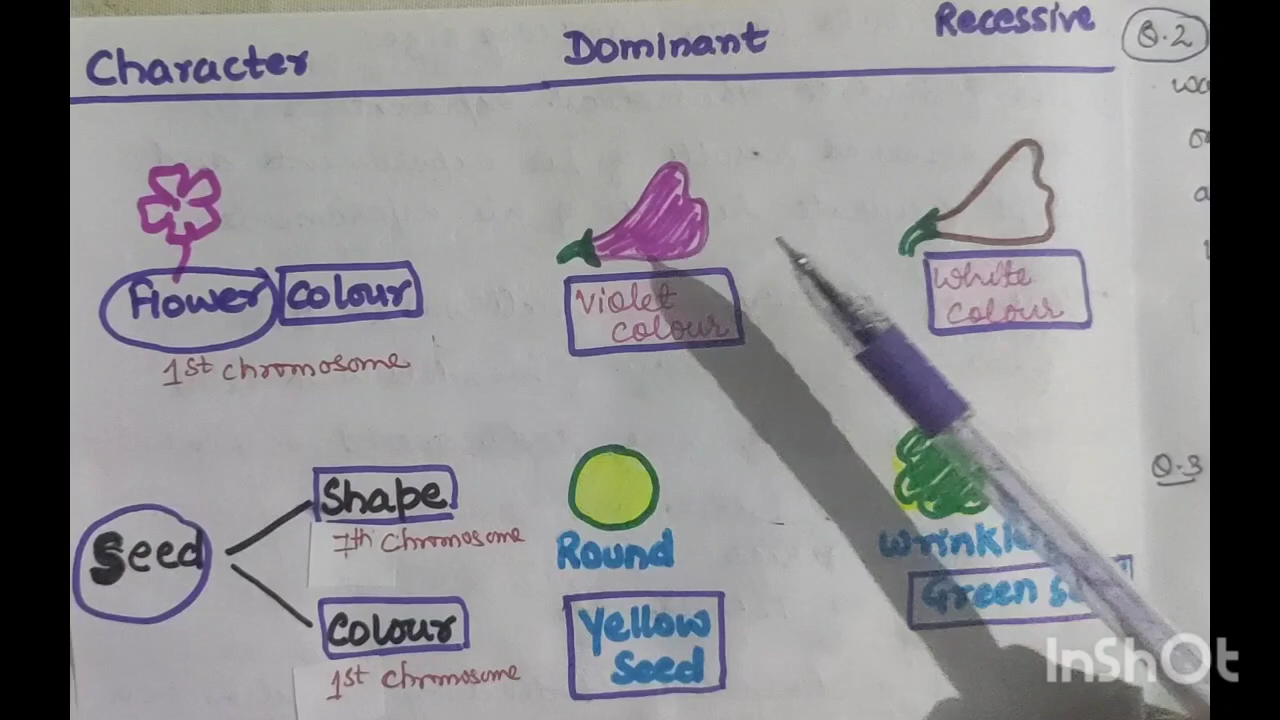 Character Dominant Recessive
Q.2
Flower colour
1st chromosome
Violet
colour
White
colour
Seed
Shape
7th chromosome
Round
Colour
1st chromosome
Yellow
Seed
Green
Q.3
InShOt